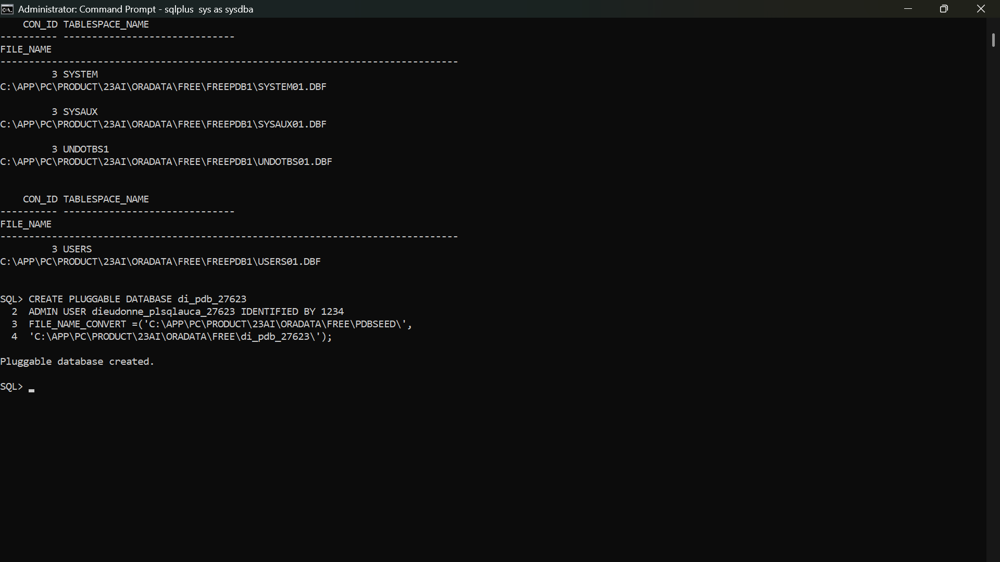 Administrator: Command Prompt - sqlplus  sys as sysdba
    CON_ID TABLESPACE_NAME
---------- ------------------------------
FILE_NAME
--------------------------------------------------------------------------------
         3 SYSTEM
C:\APP\PC\PRODUCT\23AI\ORADATA\FREE\FREEPDB1\SYSTEM01.DBF
         3 SYSAUX
C:\APP\PC\PRODUCT\23AI\ORADATA\FREE\FREEPDB1\SYSAUX01.DBF
         3 UNDOTBS1
C:\APP\PC\PRODUCT\23AI\ORADATA\FREE\FREEPDB1\UNDOTBS01.DBF
    CON_ID TABLESPACE_NAME
---------- ------------------------------
FILE_NAME
--------------------------------------------------------------------------------
         3 USERS
C:\APP\PC\PRODUCT\23AI\ORADATA\FREE\FREEPDB1\USERS01.DBF
SQL> CREATE PLUGGABLE DATABASE di_pdb_27623
  2  ADMIN USER dieudonne_plsqlauca_27623 IDENTIFIED BY 1234
  3  FILE_NAME_CONVERT =('C:\APP\PC\PRODUCT\23AI\ORADATA\FREE\PDBSEED\',
  4  'C:\APP\PC\PRODUCT\23AI\ORADATA\FREE\di_pdb_27623\');
Pluggable database created.
SQL>